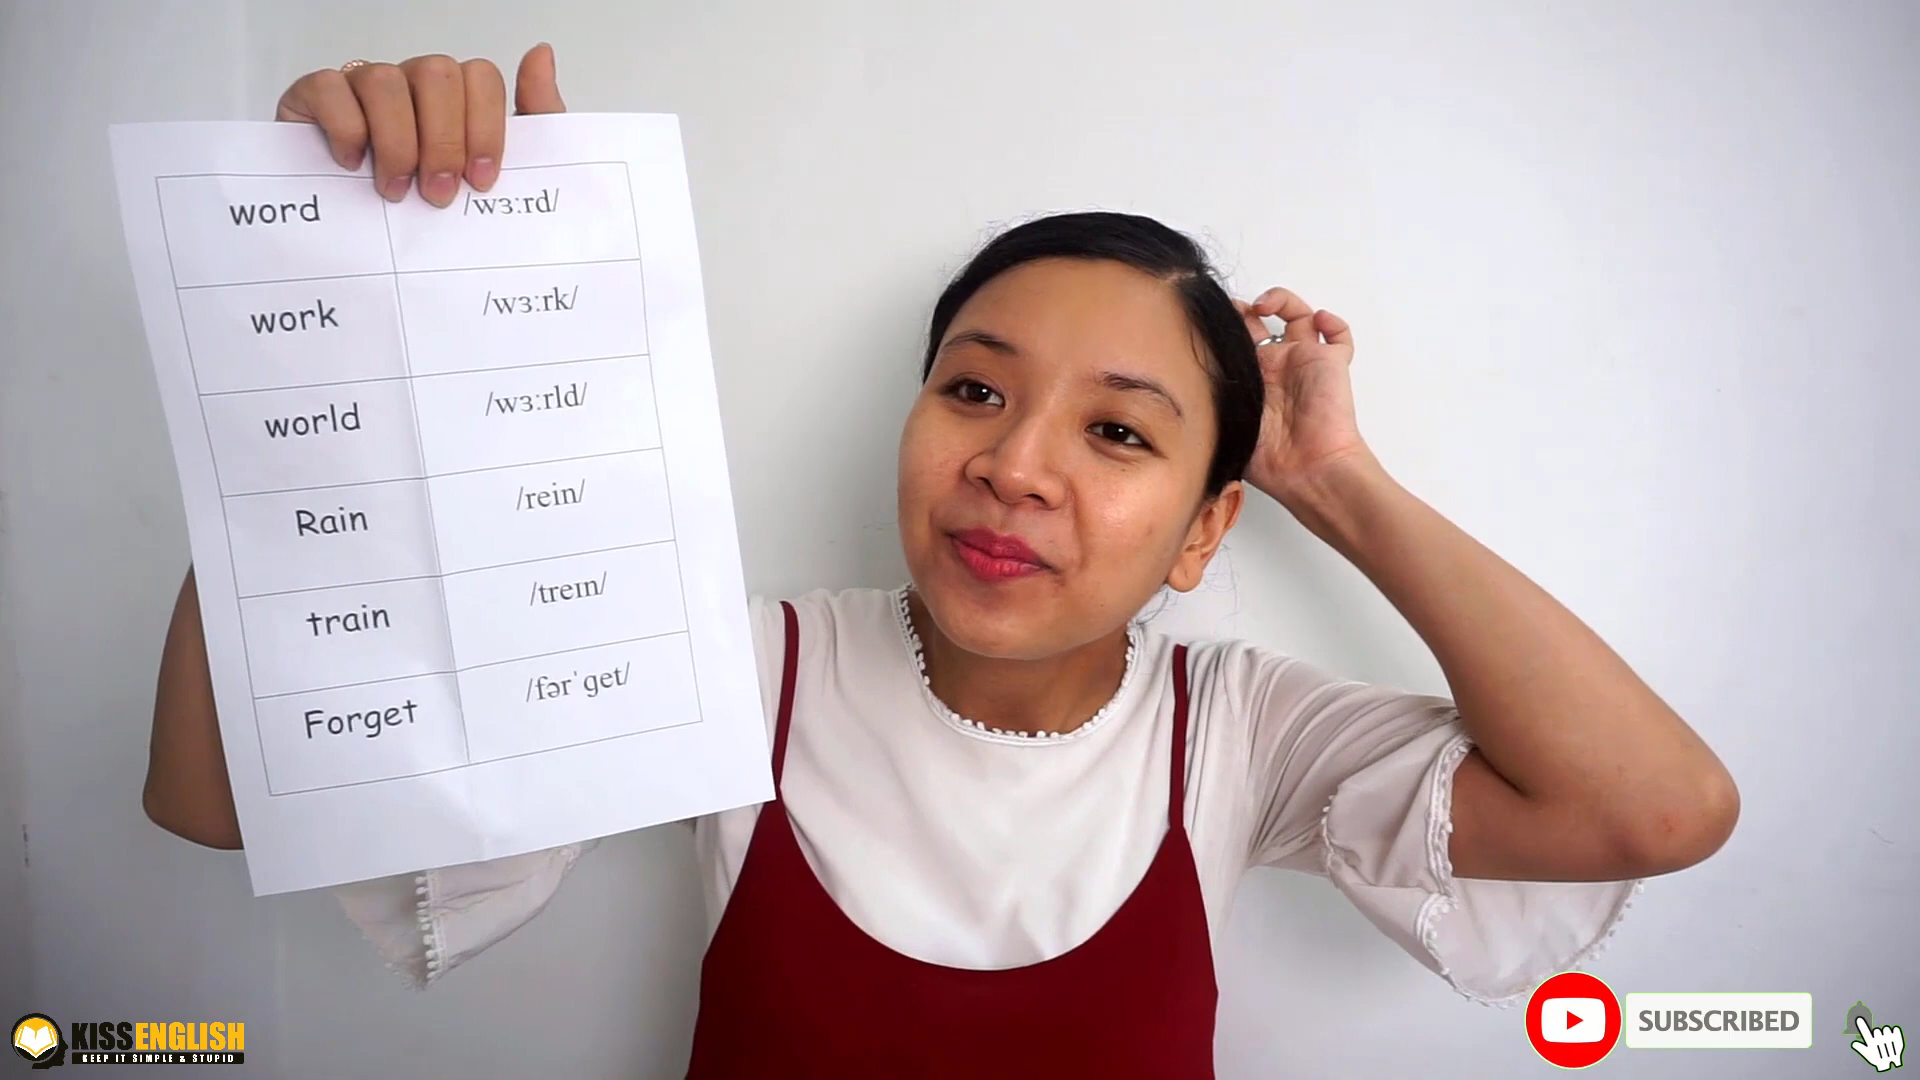 word /wɜːrd/
work /wɜːrk/
world /wɜːrld/
Rain /rein/
train /treɪn/
Forget /fərˈget/
KISSENGLISH
KEEP IT SIMPLE & STUPID
SUBSCRIBED